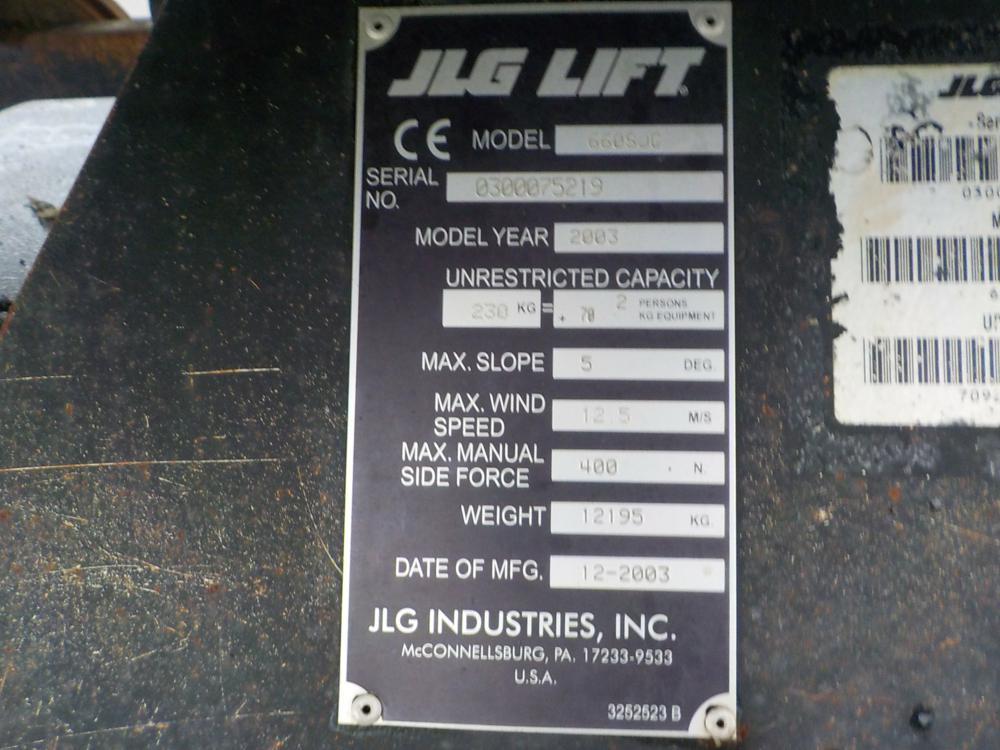 JLG LIFT
CE MODEL 660SJC
SERIAL NO. 0300075219
MODEL YEAR 2003
UNRESTRICTED CAPACITY
230 KG = 2 PERSONS
+ 70 KG EQUIPMENT
MAX. SLOPE 5 DEG.
MAX. WIND SPEED 12.5 M/S
MAX. MANUAL SIDE FORCE 400 N.
WEIGHT 12195 KG.
DATE OF MFG. 12-2003
JLG INDUSTRIES, INC.
McCONNELLSBURG, PA. 17233-9533
U.S.A.
3252523 B
JLG